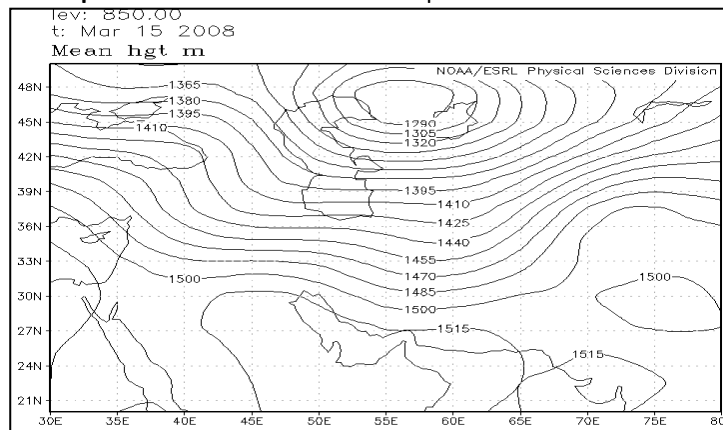 lev: 850.00
t: Mar 15 2008
Mean hgt m
NOAA/ESRL Physical Sciences Division
48N
45N
42N
39N
36N
33N
30N
27N
24N
21N
1365
1380
1395
1410
1290
1305
1320
1395
1410
1425
1440
1455
1470
1485
1500
1500
1500
1515
1515
30E 35E 40E 45E 50E 55E 60E 65E 70E 75E 80